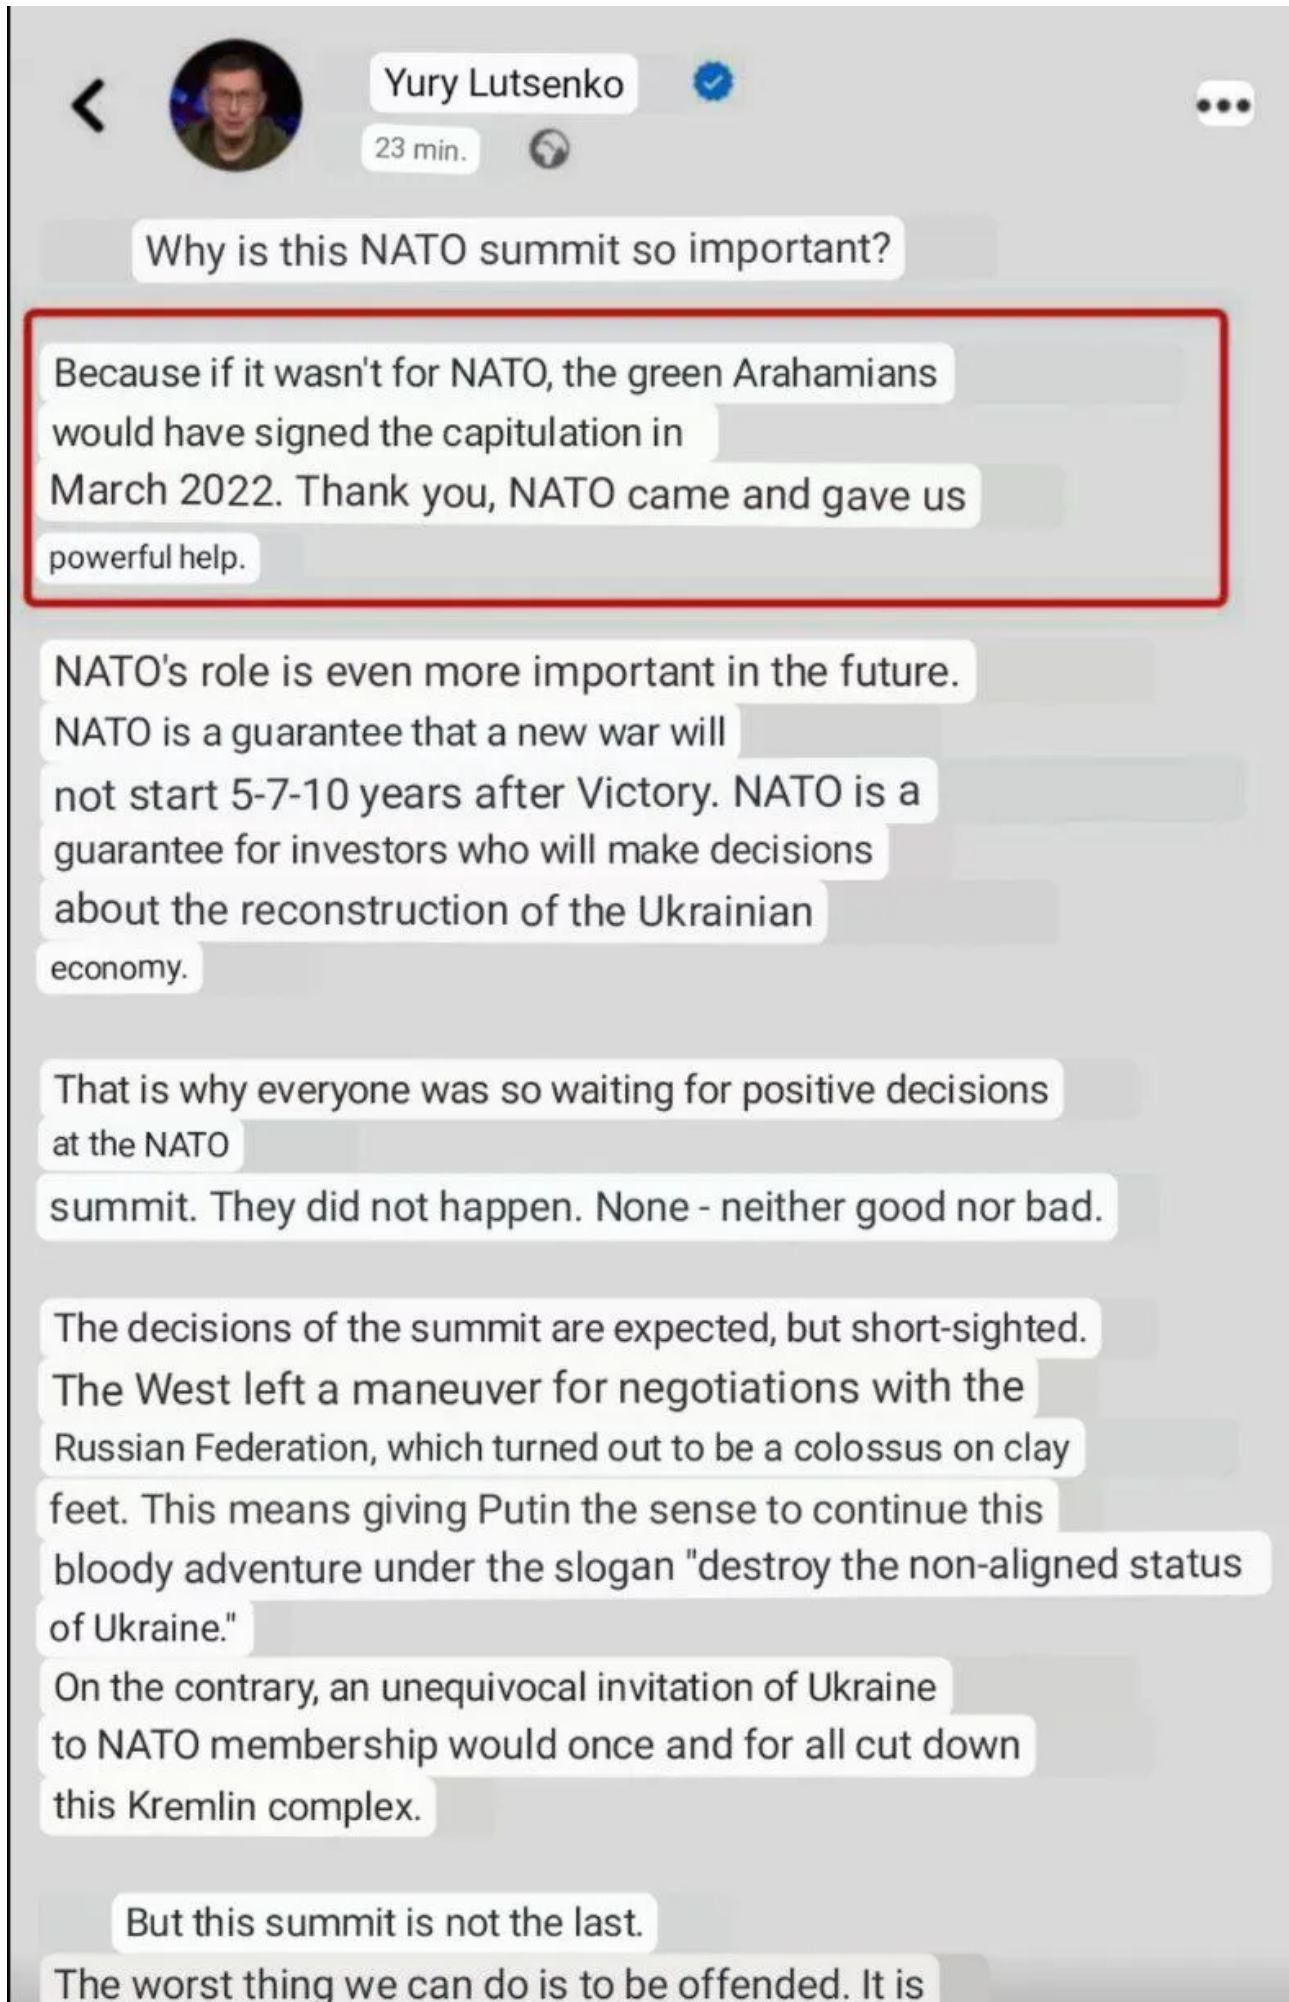 Yury Lutsenko
23 min.
Why is this NATO summit so important?
Because if it wasn't for NATO, the green Arahamians
would have signed the capitulation in
March 2022. Thank you, NATO came and gave us
powerful help.
NATO's role is even more important in the future.
NATO is a guarantee that a new war will
not start 5-7-10 years after Victory. NATO is a
guarantee for investors who will make decisions
about the reconstruction of the Ukrainian
economy.
That is why everyone was so waiting for positive decisions
at the NATO
summit. They did not happen. None - neither good nor bad.
The decisions of the summit are expected, but short-sighted.
The West left a maneuver for negotiations with the
Russian Federation, which turned out to be a colossus on clay
feet. This means giving Putin the sense to continue this
bloody adventure under the slogan "destroy the non-aligned status
of Ukraine."
On the contrary, an unequivocal invitation of Ukraine
to NATO membership would once and for all cut down
this Kremlin complex.
But this summit is not the last.
The worst thing we can do is to be offended. It is